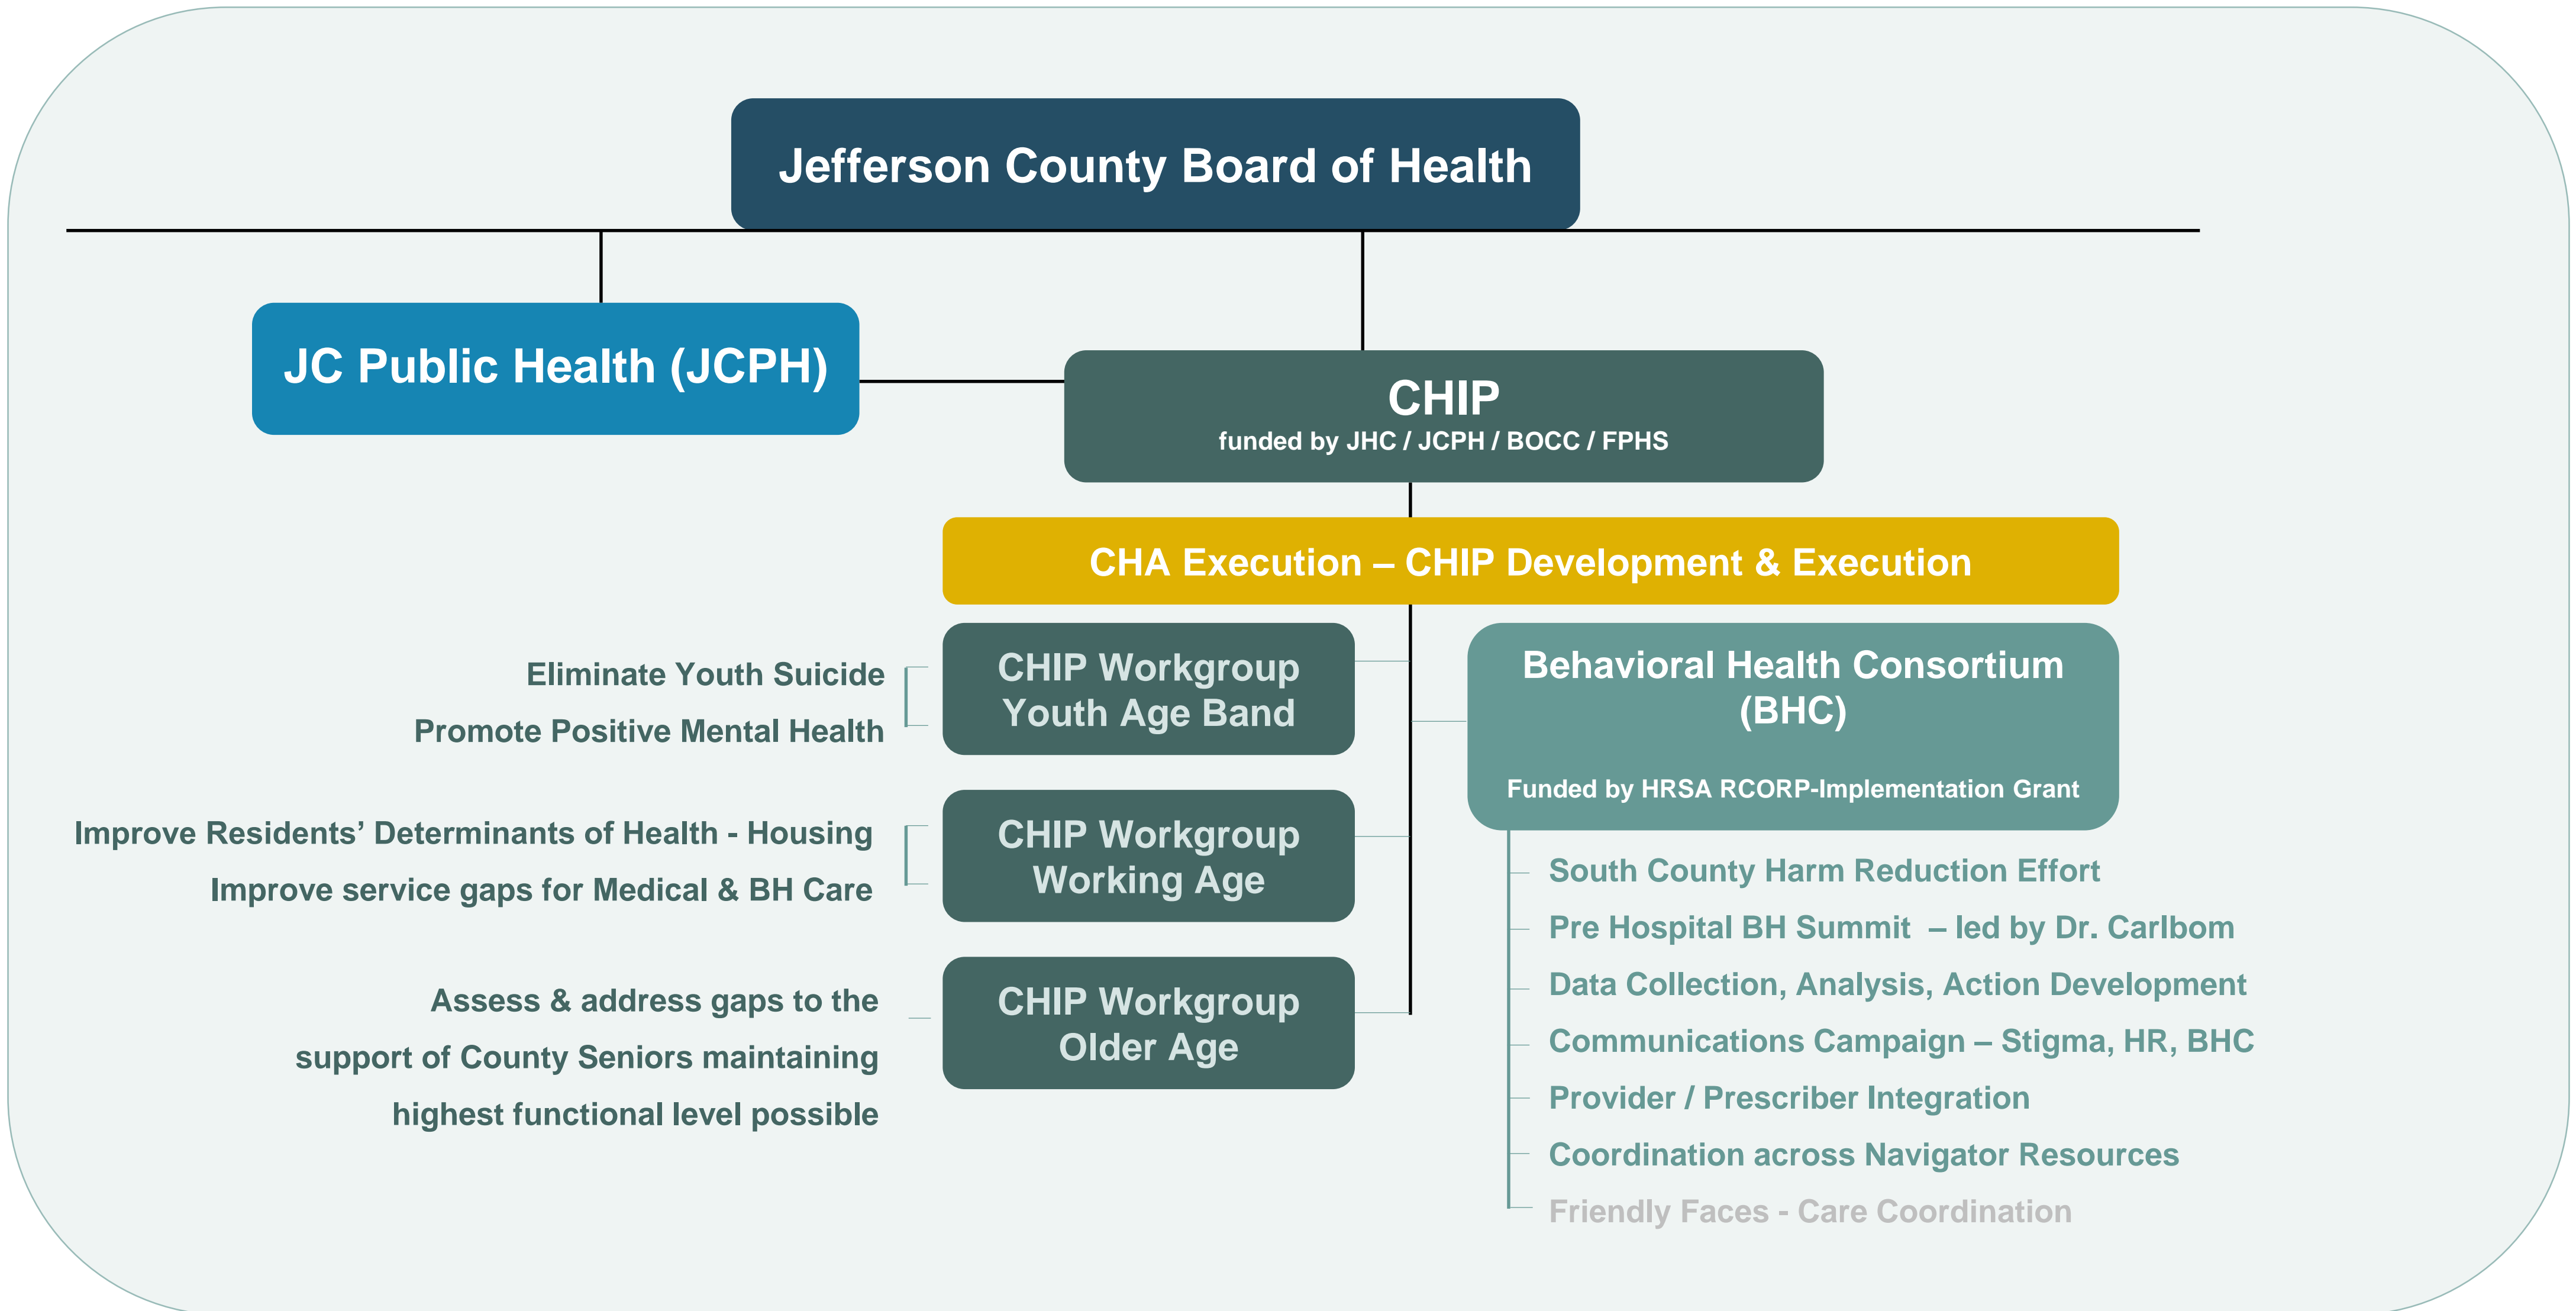 Jefferson County Board of Health
JC Public Health (JCPH)
CHIP
funded by JHC / JCPH / BOCC / FPHS
CHA Execution – CHIP Development & Execution
Eliminate Youth Suicide
Promote Positive Mental Health
CHIP Workgroup
Youth Age Band
Improve Residents’ Determinants of Health - Housing
Improve service gaps for Medical & BH Care
CHIP Workgroup
Working Age
Assess & address gaps to the
support of County Seniors maintaining
highest functional level possible
CHIP Workgroup
Older Age
Behavioral Health Consortium
(BHC)
Funded by HRSA RCORP-Implementation Grant
South County Harm Reduction Effort
Pre Hospital BH Summit – led by Dr. Carlbom
Data Collection, Analysis, Action Development
Communications Campaign – Stigma, HR, BHC
Provider / Prescriber Integration
Coordination across Navigator Resources
Friendly Faces - Care Coordination